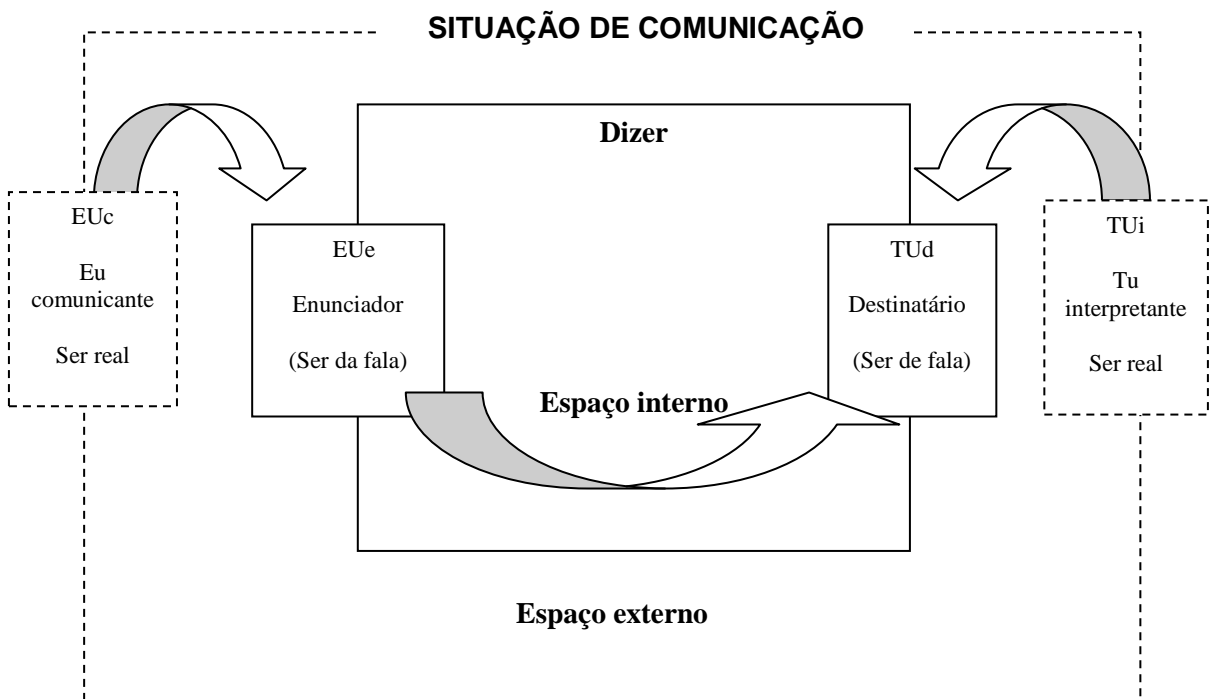 SITUAÇÃO DE COMUNICAÇÃO
Dizer
EUc
Eu
comunicante
Ser real
EUe
Enunciador
(Ser da fala)
TUd
Destinatário
(Ser de fala)
TUi
Tu
interpretante
Ser real
Espaço interno
Espaço externo